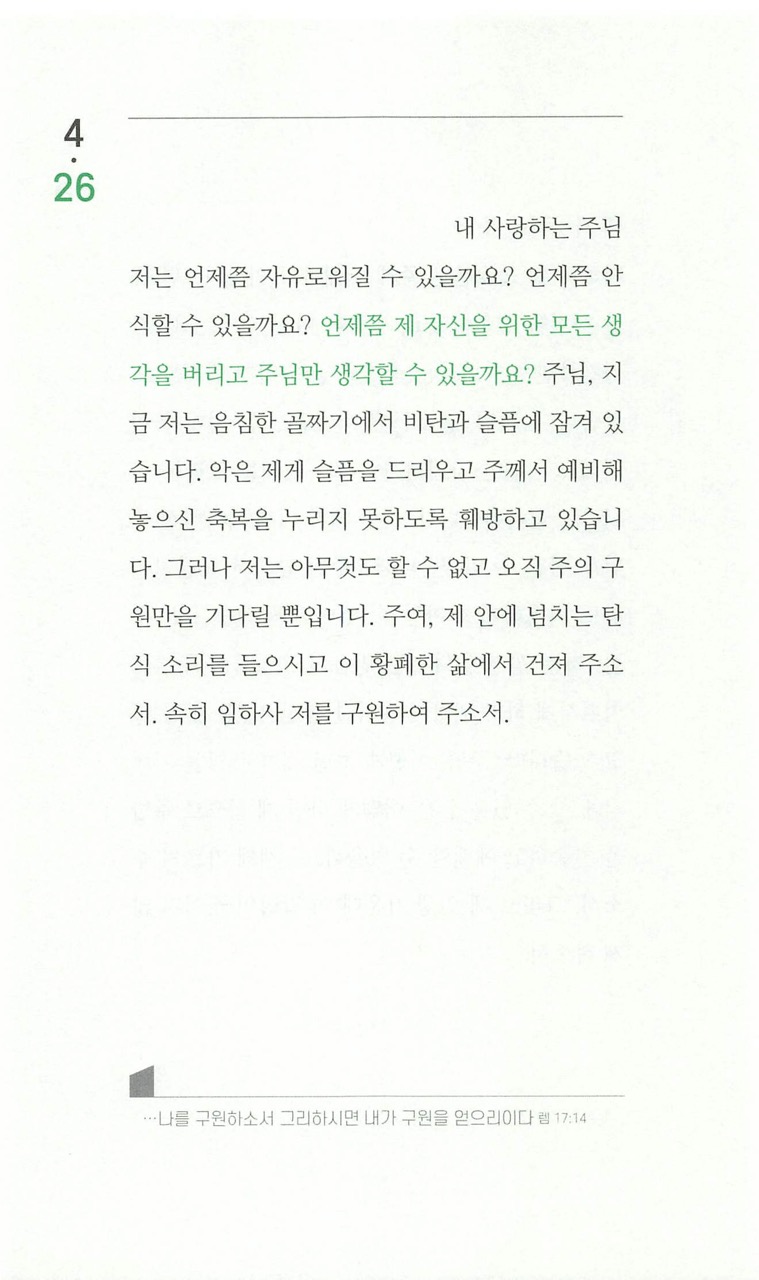 4
·
26
내 사랑하는 주님
저는 언제쯤 자유로워질 수 있을까요? 언제쯤 안
식할 수 있을까요? 언제쯤 제 자신을 위한 모든 생
각을 버리고 주님만 생각할 수 있을까요? 주님, 지
금 저는 음침한 골짜기에서 비탄과 슬픔에 잠겨 있
습니다. 악은 제게 슬픔을 드리우고 주께서 예비해
놓으신 축복을 누리지 못하도록 훼방하고 있습니
다. 그러나 저는 아무것도 할 수 없고 오직 주의 구
원만을 기다릴 뿐입니다. 주여, 제 안에 넘치는 탄
식 소리를 들으시고 이 황폐한 삶에서 건져 주소
서. 속히 임하사 저를 구원하여 주소서.
…나를 구원하소서 그리하시면 내가 구원을 얻으리이다 렘 17:14